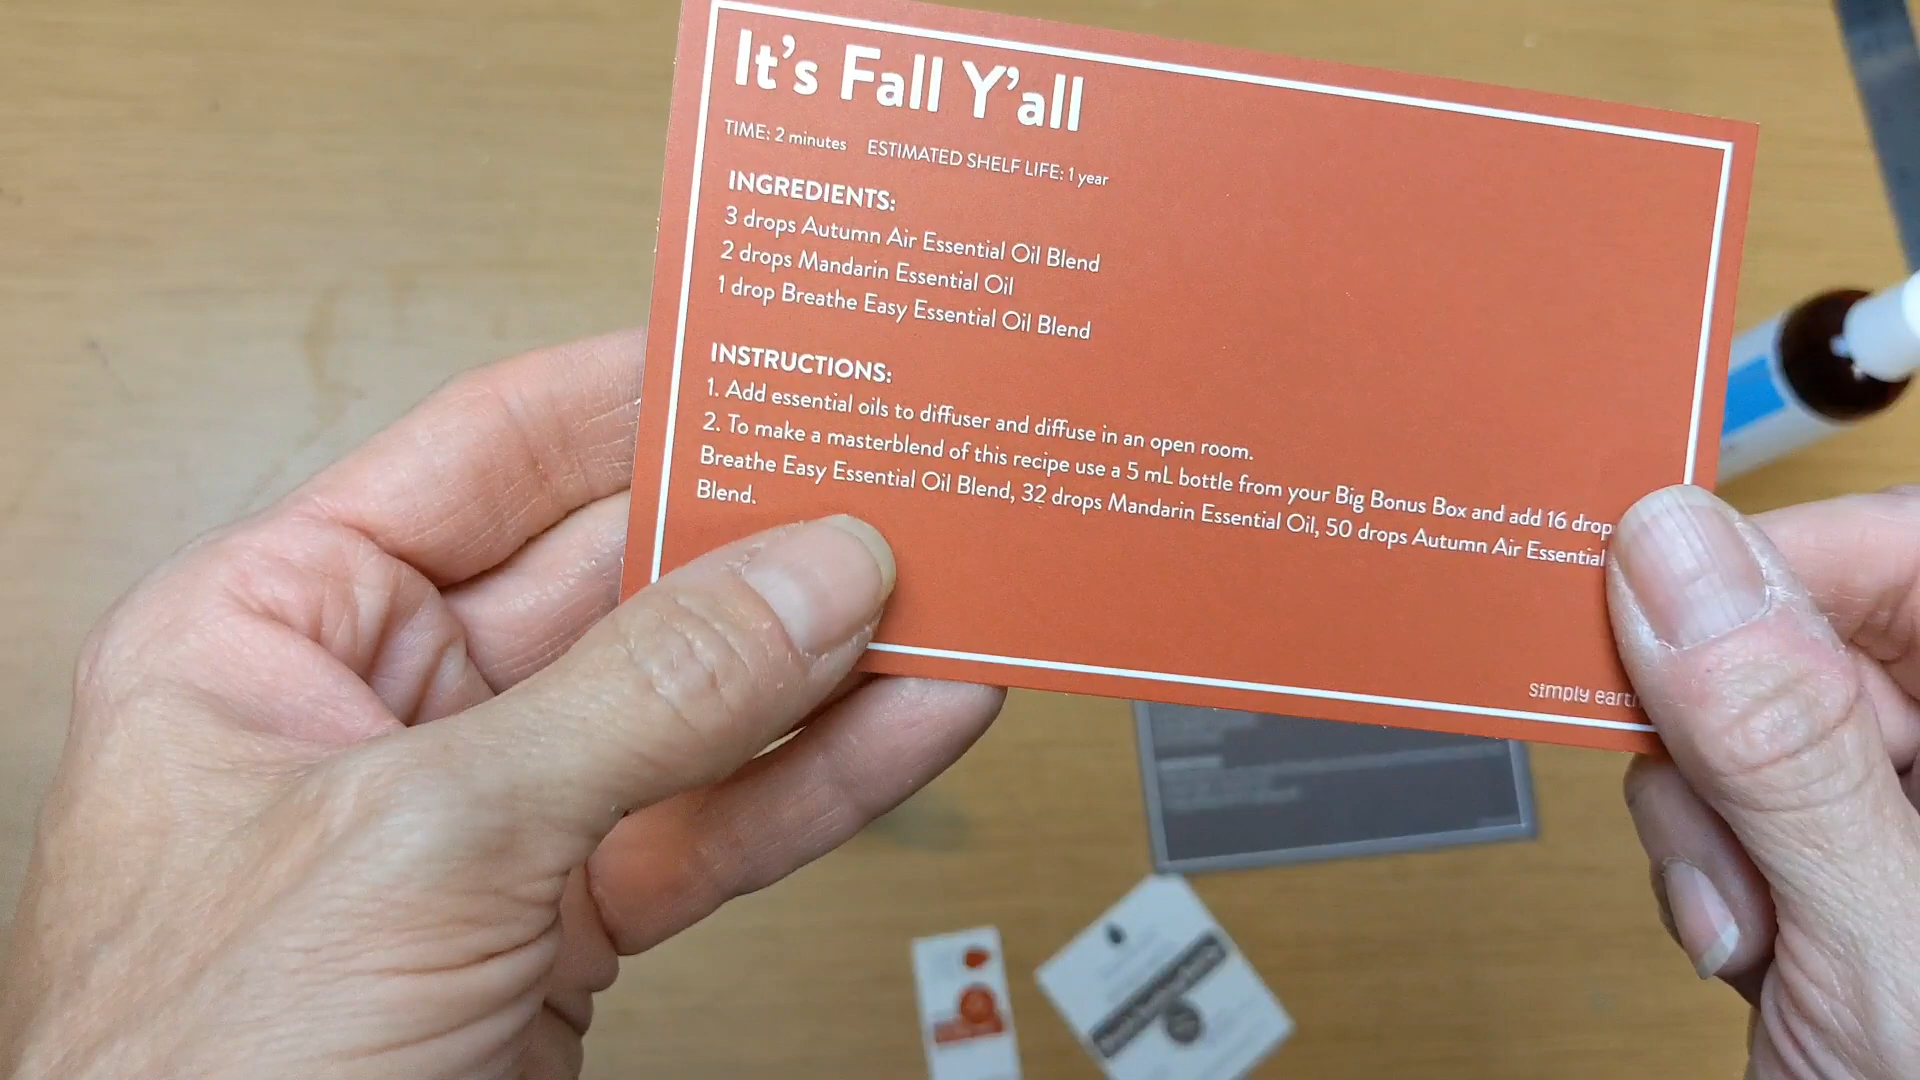 It's Fall Y'all
TIME: 2 minutes ESTIMATED SHELF LIFE: 1 year
INGREDIENTS:
3 drops Autumn Air Essential Oil Blend
2 drops Mandarin Essential Oil
1 drop Breathe Easy Essential Oil Blend
INSTRUCTIONS:
1. Add essential oils to diffuser and diffuse in an open room.
2. To make a masterblend of this recipe use a 5 mL bottle from your Big Bonus Box and add 16 drop
Breathe Easy Essential Oil Blend, 32 drops Mandarin Essential Oil, 50 drops Autumn Air Essential
Blend.
simply earth